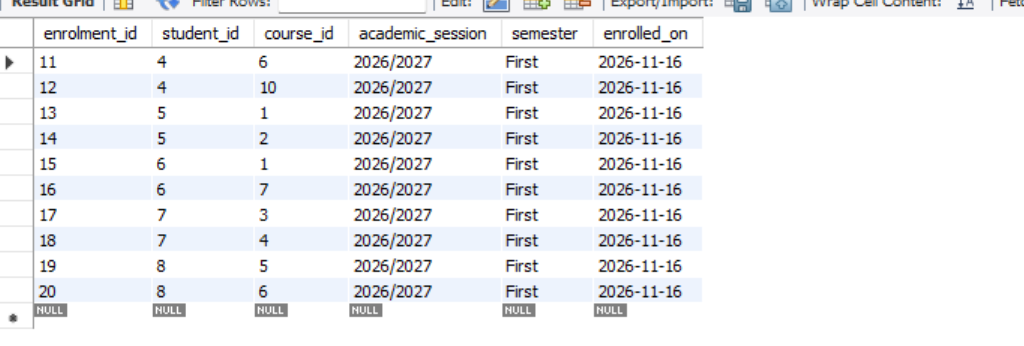 Result Grid Filter Rows: Edit: Export/Import: Wrap Cell Content:
enrolment_id student_id course_id academic_session semester enrolled_on
11 4 6 2026/2027 First 2026-11-16
12 4 10 2026/2027 First 2026-11-16
13 5 1 2026/2027 First 2026-11-16
14 5 2 2026/2027 First 2026-11-16
15 6 1 2026/2027 First 2026-11-16
16 6 7 2026/2027 First 2026-11-16
17 7 3 2026/2027 First 2026-11-16
18 7 4 2026/2027 First 2026-11-16
19 8 5 2026/2027 First 2026-11-16
20 8 6 2026/2027 First 2026-11-16
NULL NULL NULL NULL NULL NULL